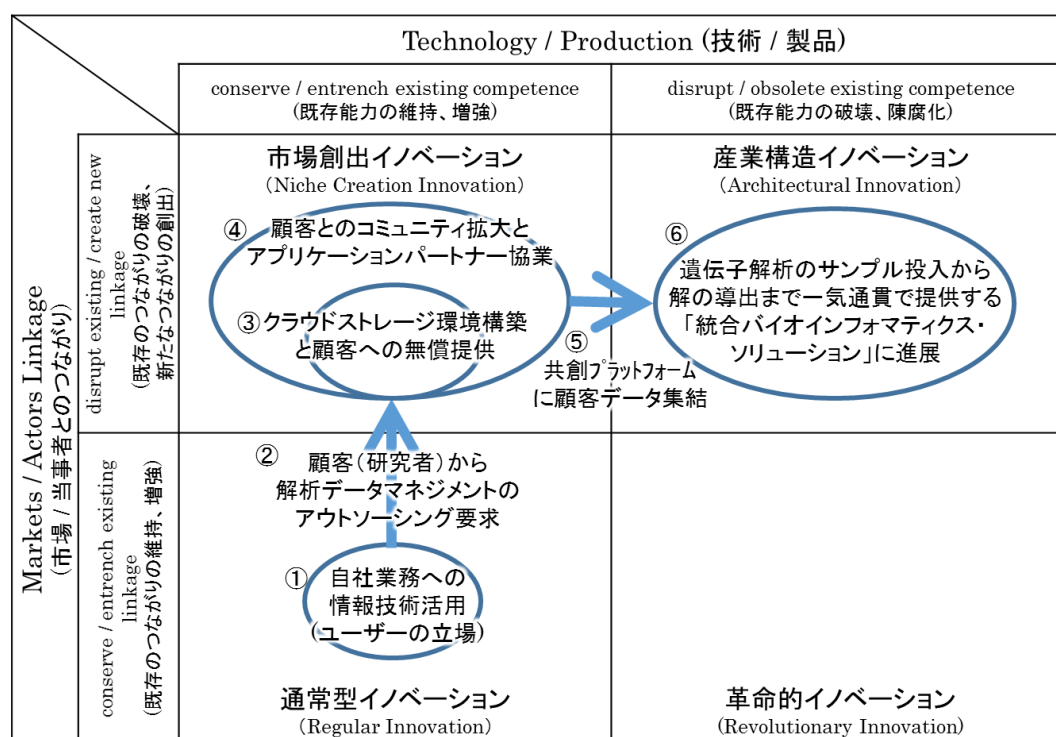 Technology / Production (技術 / 製品)
conserve / entrench existing competence
(既存能力の維持、増強)
disrupt / obsolete existing competence
(既存能力の破壊、陳腐化)
Markets / Actors Linkage
(市場 / 当事者とのつながり)
disrupt existing / create new
linkage
(既存のつながりの破壊、
新たなつながりの創出)
市場創出イノベーション
(Niche Creation Innovation)
④
顧客とのコミュニティ拡大と
アプリケーションパートナー協業
③クラウドストレージ環境構築
と顧客への無償提供
⑤
共創プラットフォーム
に顧客データ集結
産業構造イノベーション
(Architectural Innovation)
⑥
遺伝子解析のサンプル投入から
解の導出まで一気通貫で提供する
「統合バイオインフォマティクス・
ソリューション」に進展
conserve / entrench existing
linkage
(既存のつながりの維持、増強)
②
顧客(研究者)から
解析データマネジメントの
アウトソーシング要求
①
自社業務への
情報技術活用
(ユーザーの立場)
通常型イノベーション
(Regular Innovation)
革命的イノベーション
(Revolutionary Innovation)